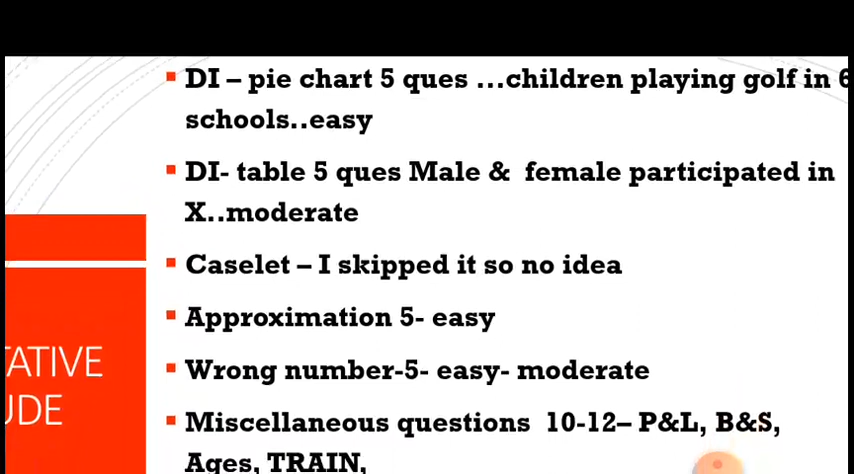 DI – pie chart 5 ques ...children playing golf in 6
schools..easy
DI- table 5 ques Male & female participated in
X..moderate
Caselet – I skipped it so no idea
Approximation 5- easy
Wrong number-5- easy- moderate
Miscellaneous questions 10-12– P&L, B&S,
Ages, TRAIN,
TATIVE
UDE